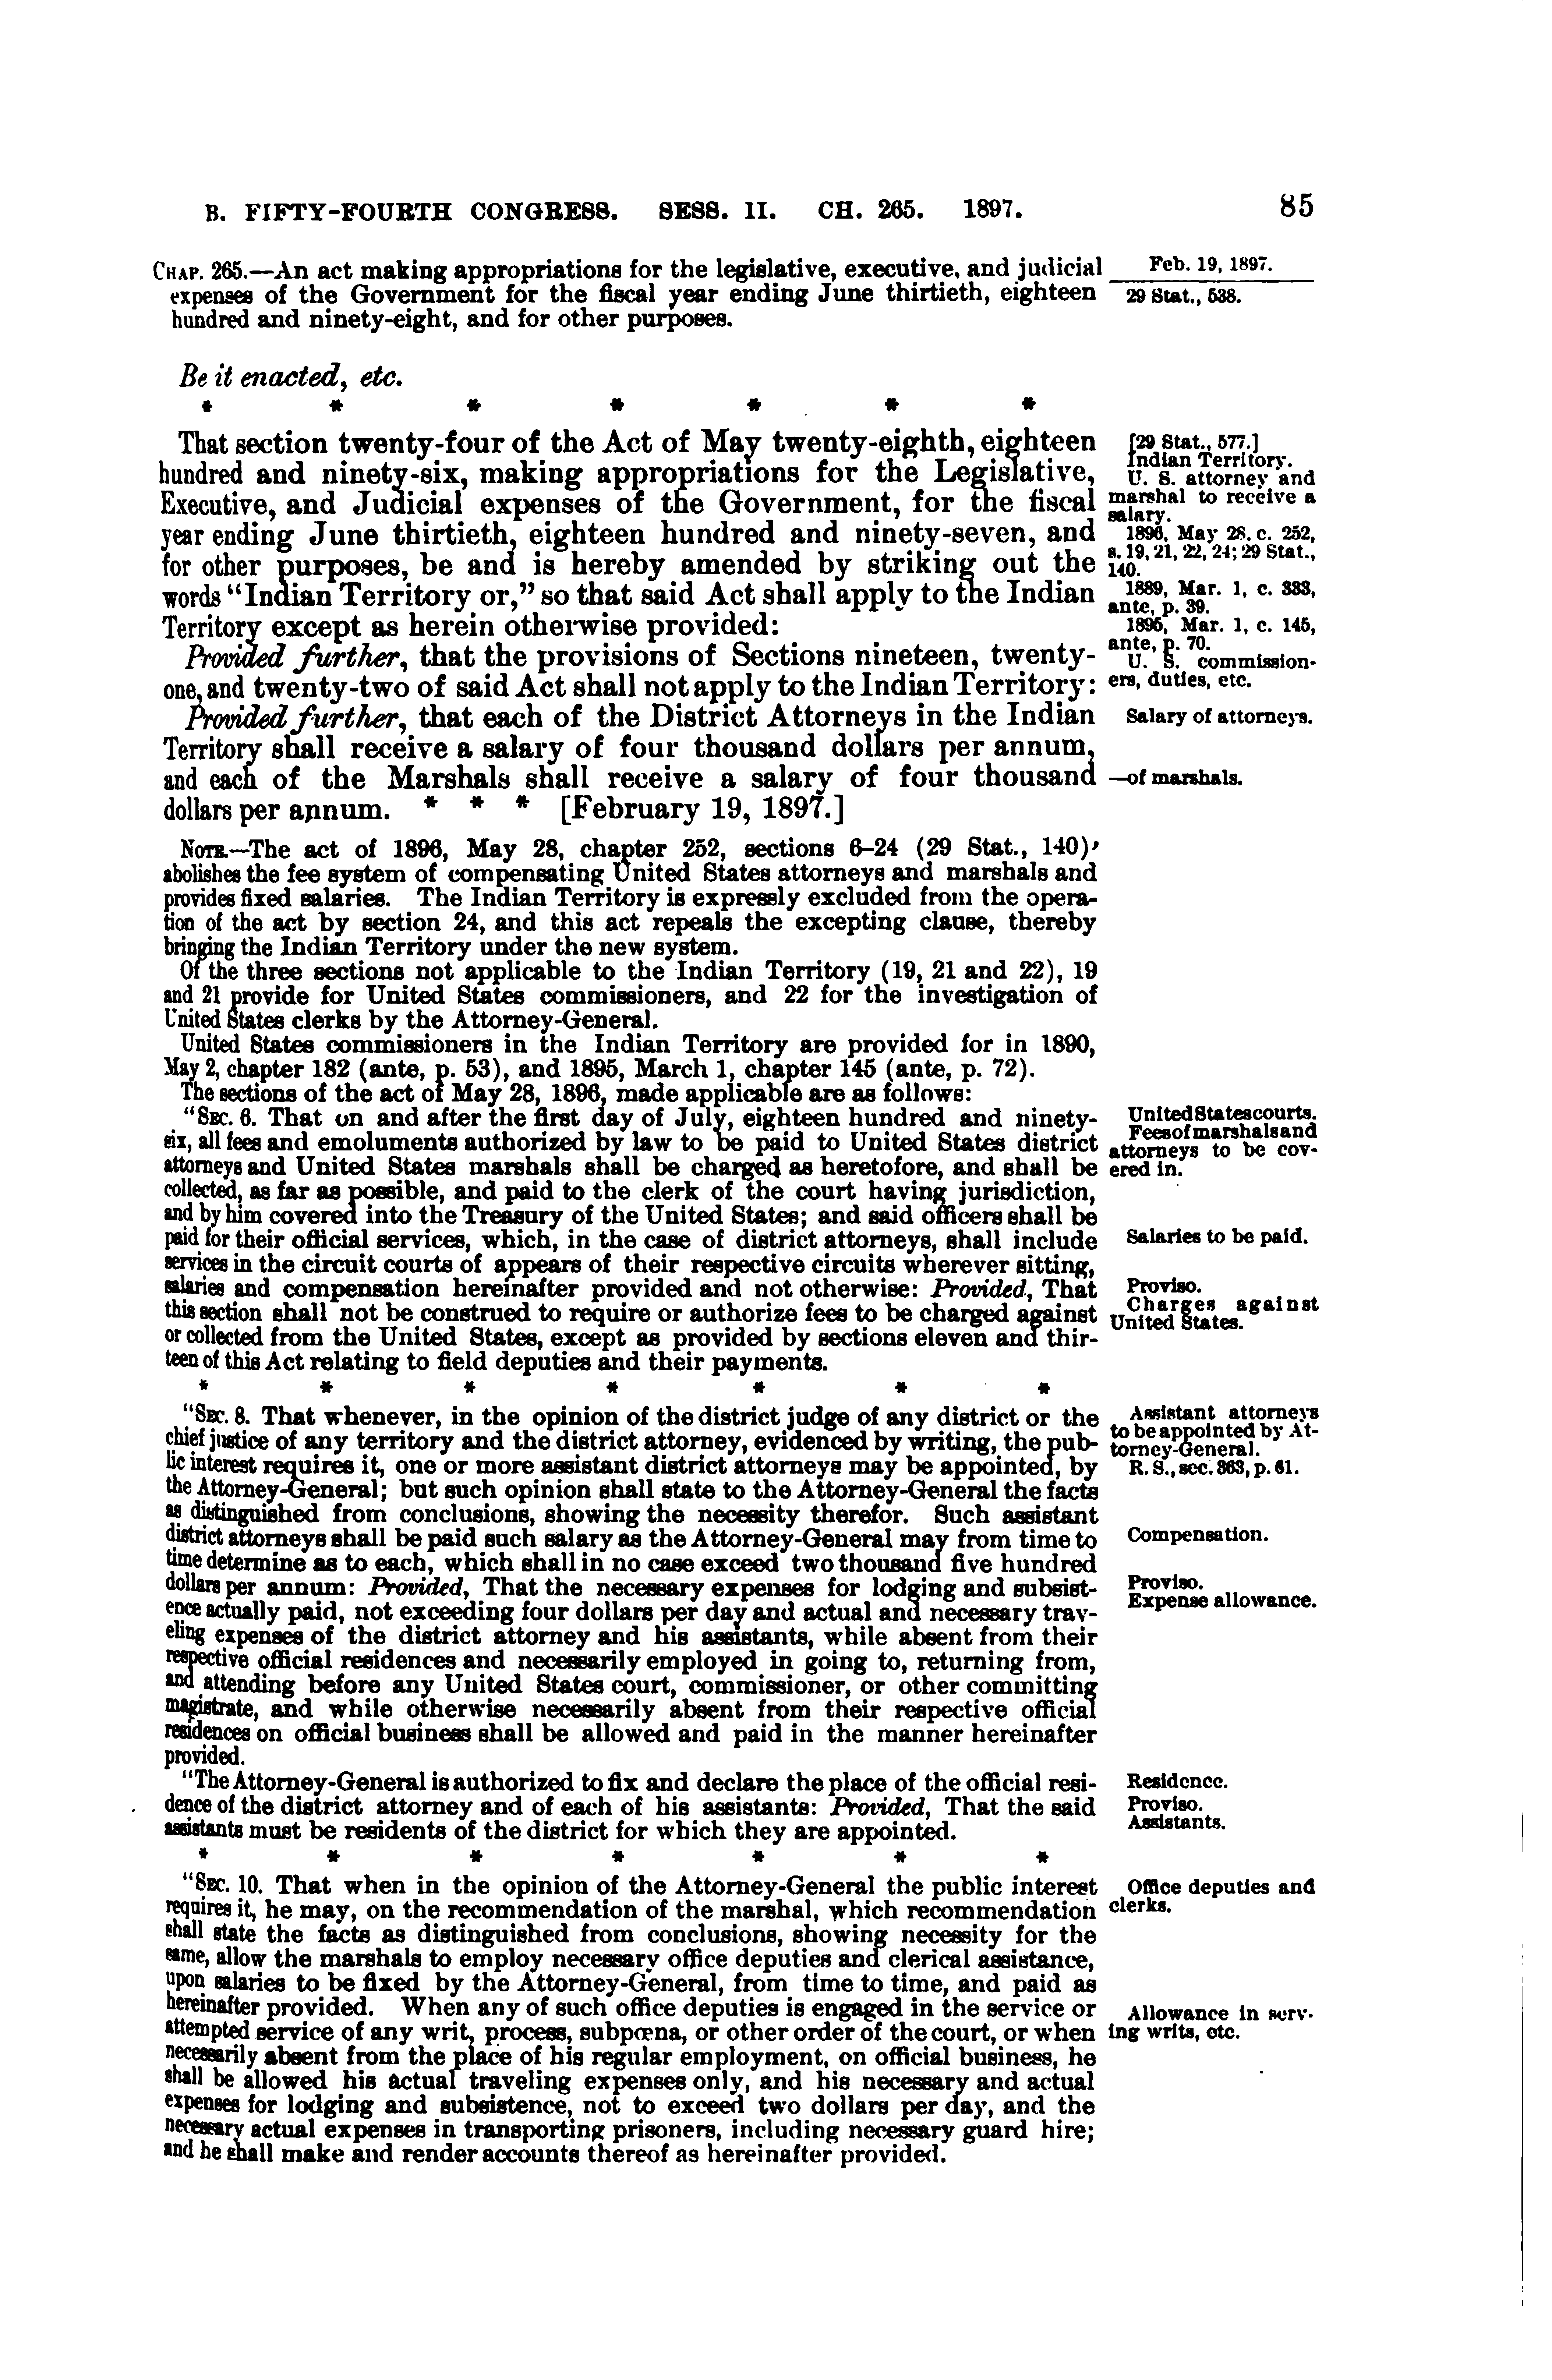 B. FIFTY-FOURTH CONGRESS. SESS. II. CH. 265. 1897. 85
CHAP. 265.—An act making appropriations for the legislative, executive, and judicial
expenses of the Government for the fiscal year ending June thirtieth, eighteen
hundred and ninety-eight, and for other purposes.
Feb. 19, 1897.
29 Stat., 538.
Be it enacted, etc.
* * * * * * *
That section twenty-four of the Act of May twenty-eighth, eighteen
hundred and ninety-six, making appropriations for the Legislative,
Executive, and Judicial expenses of the Government, for the fiscal
year ending June thirtieth, eighteen hundred and ninety-seven, and
for other purposes, be and is hereby amended by striking out the
words "Indian Territory or," so that said Act shall apply to the Indian
Territory except as herein otherwise provided:
[29 Stat., 577.]
Indian Territory.
U. S. attorney and
marshal to receive a
salary.
1896, May 28, c. 252,
s. 19, 21, 22, 24; 29 Stat.,
140.
1889, Mar. 1, c. 333,
ante, p. 39.
1895, Mar. 1, c. 145,
ante, p. 70.
Provided further, that the provisions of Sections nineteen, twenty-
one, and twenty-two of said Act shall not apply to the Indian Territory:
U. S. commission-
ers, duties, etc.
Provided further, that each of the District Attorneys in the Indian
Territory shall receive a salary of four thousand dollars per annum,
and each of the Marshals shall receive a salary of four thousand
dollars per annum. * * * [February 19, 1897.]
Salary of attorneys.
—of marshals.
NOTE.—The act of 1896, May 28, chapter 252, sections 6–24 (29 Stat., 140),
abolishes the fee system of compensating United States attorneys and marshals and
provides fixed salaries. The Indian Territory is expressly excluded from the opera-
tion of the act by section 24, and this act repeals the excepting clause, thereby
bringing the Indian Territory under the new system.
Of the three sections not applicable to the Indian Territory (19, 21 and 22), 19
and 21 provide for United States commissioners, and 22 for the investigation of
United States clerks by the Attorney-General.
United States commissioners in the Indian Territory are provided for in 1890,
May 2, chapter 182 (ante, p. 53), and 1895, March 1, chapter 145 (ante, p. 72).
The sections of the act of May 28, 1896, made applicable are as follows:
"SEC. 6. That on and after the first day of July, eighteen hundred and ninety-
six, all fees and emoluments authorized by law to be paid to United States district
attorneys and United States marshals shall be charged as heretofore, and shall be
collected, as far as possible, and paid to the clerk of the court having jurisdiction,
and by him covered into the Treasury of the United States; and said officers shall be
paid for their official services, which, in the case of district attorneys, shall include
services in the circuit courts of appears of their respective circuits wherever sitting,
salaries and compensation hereinafter provided and not otherwise: Provided, That
this section shall not be construed to require or authorize fees to be charged against
or collected from the United States, except as provided by sections eleven and thir-
teen of this Act relating to field deputies and their payments.
United States courts.
Fees of marshals and
attorneys to be cov-
ered in.
Salaries to be paid.
Proviso.
Charges against
United States.
* * * * * * *
"SEC. 8. That whenever, in the opinion of the district judge of any district or the
chief justice of any territory and the district attorney, evidenced by writing, the pub-
lic interest requires it, one or more assistant district attorneys may be appointed, by
the Attorney-General; but such opinion shall state to the Attorney-General the facts
as distinguished from conclusions, showing the necessity therefor. Such assistant
district attorneys shall be paid such salary as the Attorney-General may from time to
time determine as to each, which shall in no case exceed two thousand five hundred
dollars per annum: Provided, That the necessary expenses for lodging and subsist-
ence actually paid, not exceeding four dollars per day and actual and necessary trav-
eling expenses of the district attorney and his assistants, while absent from their
respective official residences and necessarily employed in going to, returning from,
and attending before any United States court, commissioner, or other committing
magistrate, and while otherwise necessarily absent from their respective official
residences on official business shall be allowed and paid in the manner hereinafter
provided.
Assistant attorneys
to be appointed by At-
torney-General.
R. S., sec. 363, p. 61.
Compensation.
Proviso.
Expense allowance.
"The Attorney-General is authorized to fix and declare the place of the official resi-
dence of the district attorney and of each of his assistants: Provided, That the said
assistants must be residents of the district for which they are appointed.
Residence.
Proviso.
Assistants.
* * * * * * *
"SEC. 10. That when in the opinion of the Attorney-General the public interest
requires it, he may, on the recommendation of the marshal, which recommendation
shall state the facts as distinguished from conclusions, showing necessity for the
same, allow the marshals to employ necessary office deputies and clerical assistance,
upon salaries to be fixed by the Attorney-General, from time to time, and paid as
hereinafter provided. When any of such office deputies is engaged in the service or
attempted service of any writ, process, subpœna, or other order of the court, or when
necessarily absent from the place of his regular employment, on official business, he
shall be allowed his actual traveling expenses only, and his necessary and actual
expenses for lodging and subsistence, not to exceed two dollars per day, and the
necessary actual expenses in transporting prisoners, including necessary guard hire;
and he shall make and render accounts thereof as hereinafter provided.
Office deputies and
clerks.
Allowance in serv-
ing writs, etc.